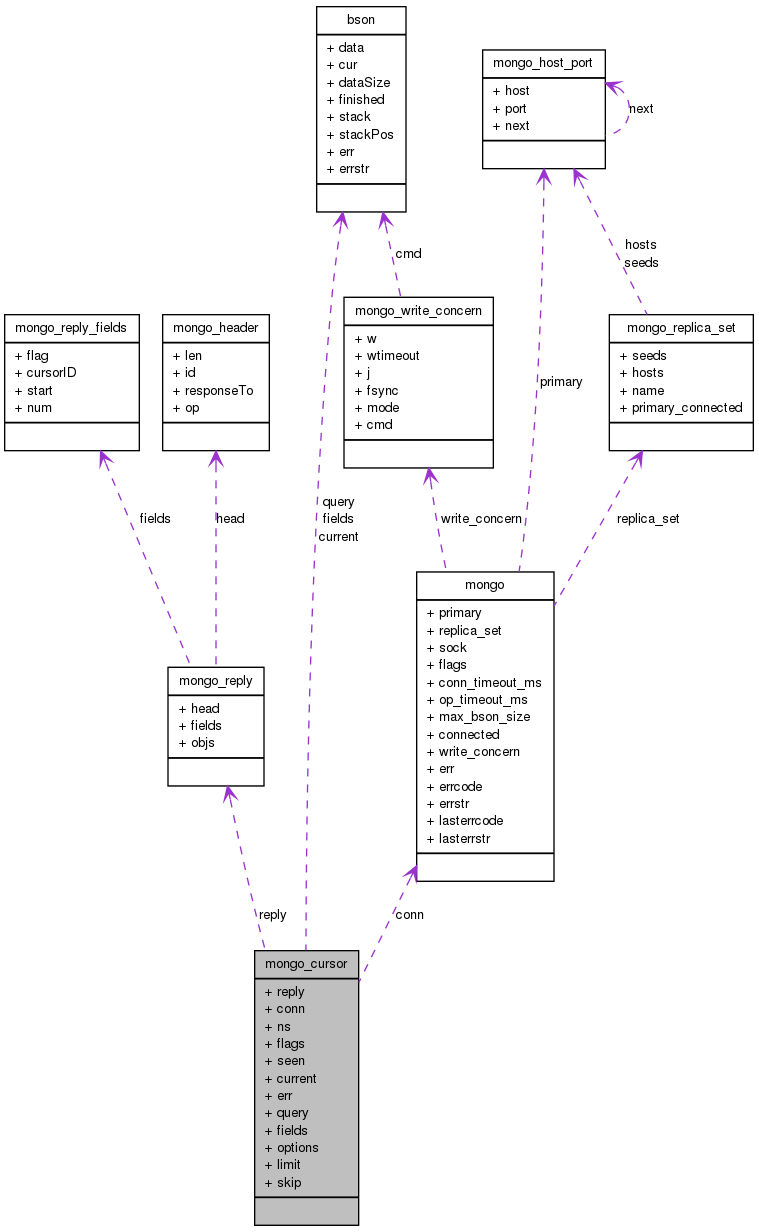 bson
+ data
+ cur
+ dataSize
+ finished
+ stack
+ stackPos
+ err
+ errstr
mongo_host_port
+ host
+ port
+ next
next
cmd
hosts
seeds
mongo_reply_fields
+ flag
+ cursorID
+ start
+ num
mongo_header
+ len
+ id
+ responseTo
+ op
mongo_write_concern
+ w
+ wtimeout
+ j
+ fsync
+ mode
+ cmd
primary
mongo_replica_set
+ seeds
+ hosts
+ name
+ primary_connected
fields
head
query
fields
current
write_concern
replica_set
mongo_reply
+ head
+ fields
+ objs
mongo
+ primary
+ replica_set
+ sock
+ flags
+ conn_timeout_ms
+ op_timeout_ms
+ max_bson_size
+ connected
+ write_concern
+ err
+ errcode
+ errstr
+ lasterrcode
+ lasterrstr
reply
conn
mongo_cursor
+ reply
+ conn
+ ns
+ flags
+ seen
+ current
+ err
+ query
+ fields
+ options
+ limit
+ skip